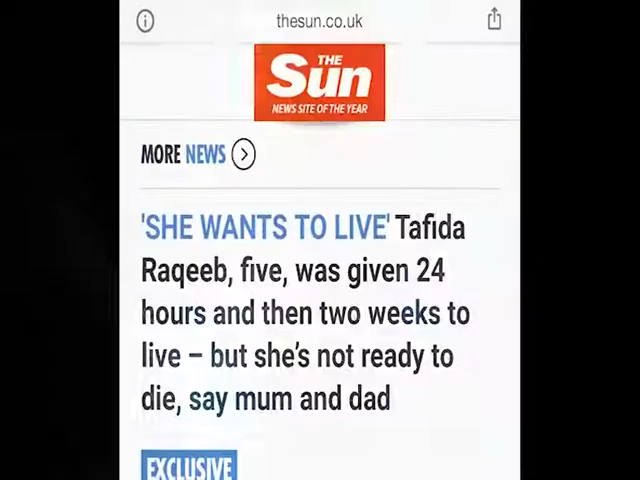 thesun.co.uk
THE
Sun
NEWS SITE OF THE YEAR
MORE NEWS
'SHE WANTS TO LIVE' Tafida
Raqeeb, five, was given 24
hours and then two weeks to
live – but she's not ready to
die, say mum and dad
EXCLUSIVE